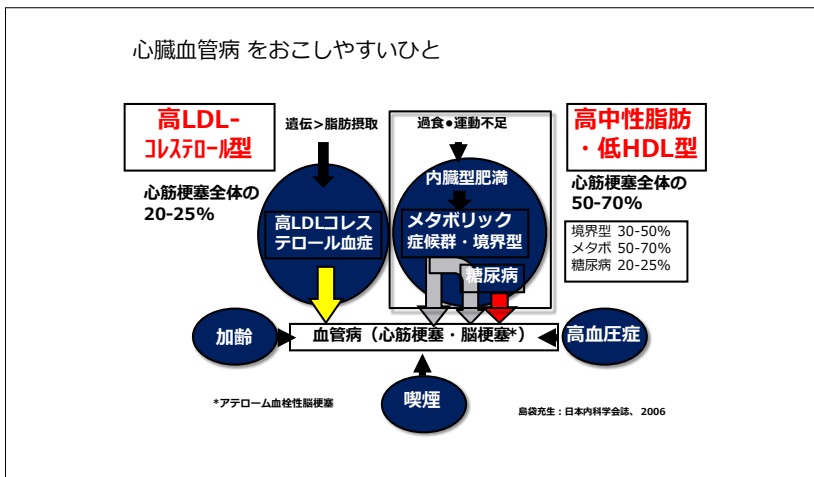 心臓血管病 をおこしやすいひと
高LDL-
ｺﾚｽﾃﾛｰﾙ型
心筋梗塞全体の
20-25%
遺伝>脂肪摂取
高LDLコレス
テロール血症
過食●運動不足
内臓型肥満
メタボリック
症候群・境界型
糖尿病
高中性脂肪
・低HDL型
心筋梗塞全体の
50-70%
境界型 30-50%
メタボ 50-70%
糖尿病 20-25%
加齢
血管病（心筋梗塞・脳梗塞*）
高血圧症
喫煙
*アテローム血栓性脳梗塞
島袋充生：日本内科学会誌、2006